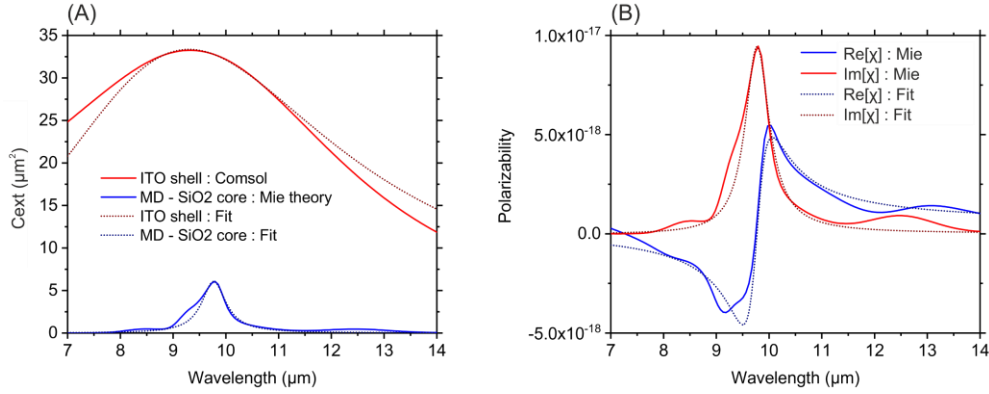 (A)
35
30
25
20
15
10
5
0
Cext (μm²)
ITO shell : Comsol
MD - SiO2 core : Mie theory
ITO shell : Fit
MD - SiO2 core : Fit
7 8 9 10 11 12 13 14
Wavelength (μm)
(B)
1.0x10⁻¹⁷
5.0x10⁻¹⁸
0.0
-5.0x10⁻¹⁸
Polarizability
Re[χ] : Mie
Im[χ] : Mie
Re[χ] : Fit
Im[χ] : Fit
7 8 9 10 11 12 13 14
Wavelength (μm)